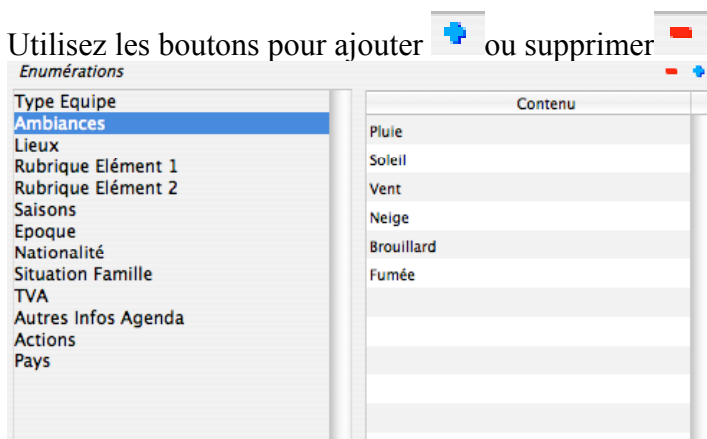 Utilisez les boutons pour ajouter ou supprimer
Enumérations
Type Equipe
Ambiances
Lieux
Rubrique Elément 1
Rubrique Elément 2
Saisons
Epoque
Nationalité
Situation Famille
TVA
Autres Infos Agenda
Actions
Pays
Contenu
Pluie
Soleil
Vent
Neige
Brouillard
Fumée